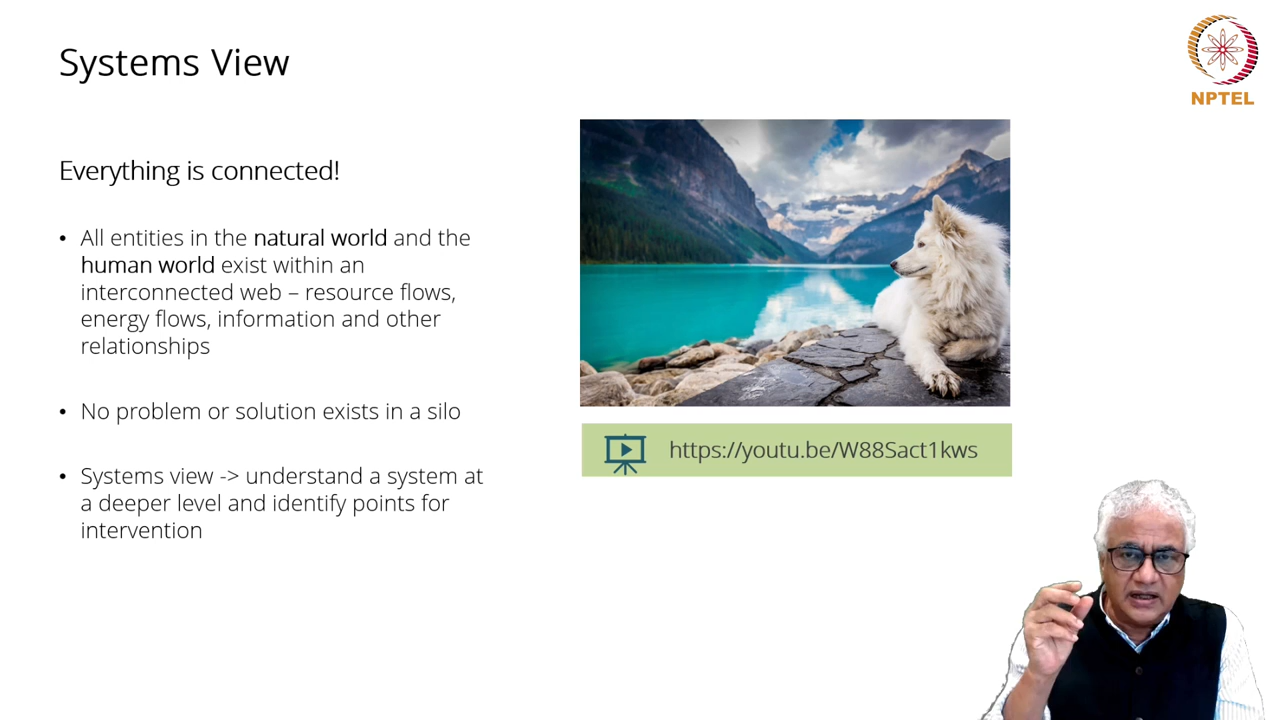 Systems View
NPTEL
Everything is connected!
• All entities in the natural world and the
human world exist within an
interconnected web – resource flows,
energy flows, information and other
relationships
• No problem or solution exists in a silo
• Systems view -> understand a system at
a deeper level and identify points for
intervention
https://youtu.be/W88Sact1kws